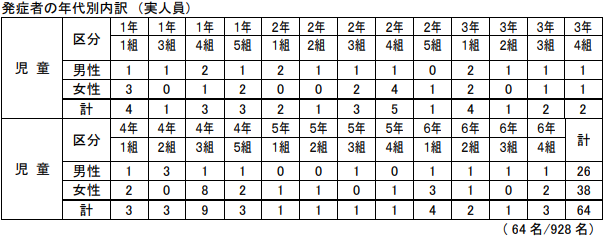 発症者の年代別内訳 （実人員）
児 童 区分 1年 1年 1年 1年 2年 2年 2年 2年 2年 3年 3年 3年 3年
1組 3組 4組 5組 1組 2組 3組 4組 5組 1組 2組 3組 4組
男性 1 1 2 1 2 1 1 1 0 2 1 1 1
女性 3 0 1 2 0 0 2 4 1 2 0 1 1
計 4 1 3 3 2 1 3 5 1 4 1 2 2
児 童 区分 4年 4年 4年 4年 5年 5年 5年 5年 6年 6年 6年 6年 計
1組 2組 3組 4組 1組 2組 3組 4組 1組 2組 3組 4組
男性 1 3 1 1 0 0 1 0 1 1 1 1 26
女性 2 0 8 2 1 1 0 1 3 1 0 2 38
計 3 3 9 3 1 1 1 1 4 2 1 3 64
（ 64 名/928 名）